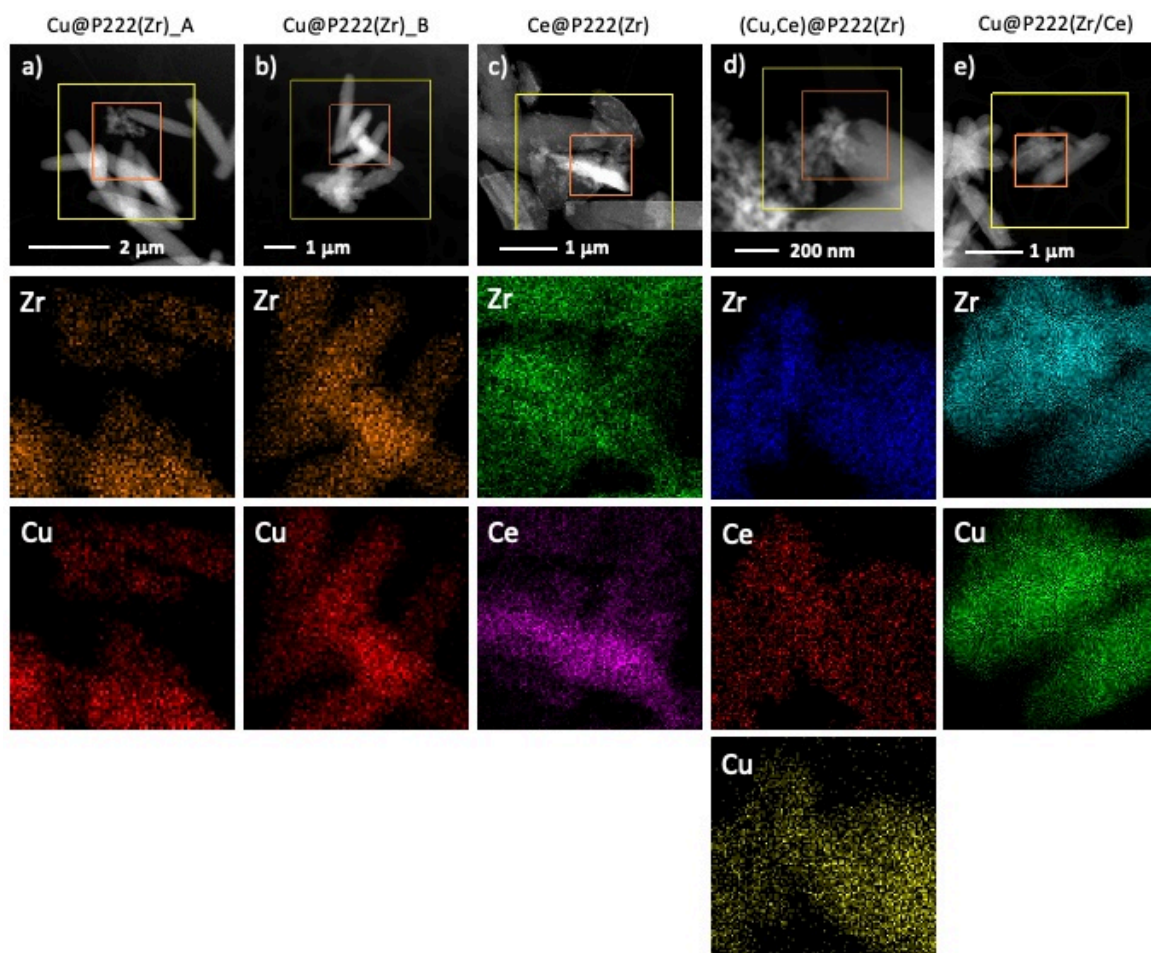 Cu@P222(Zr)_A Cu@P222(Zr)_B Ce@P222(Zr) (Cu,Ce)@P222(Zr) Cu@P222(Zr/Ce)
a) b) c) d) e)
2 μm 1 μm 1 μm 200 nm 1 μm
Zr Zr Zr Zr Zr
Cu Cu Ce Ce Cu
Cu